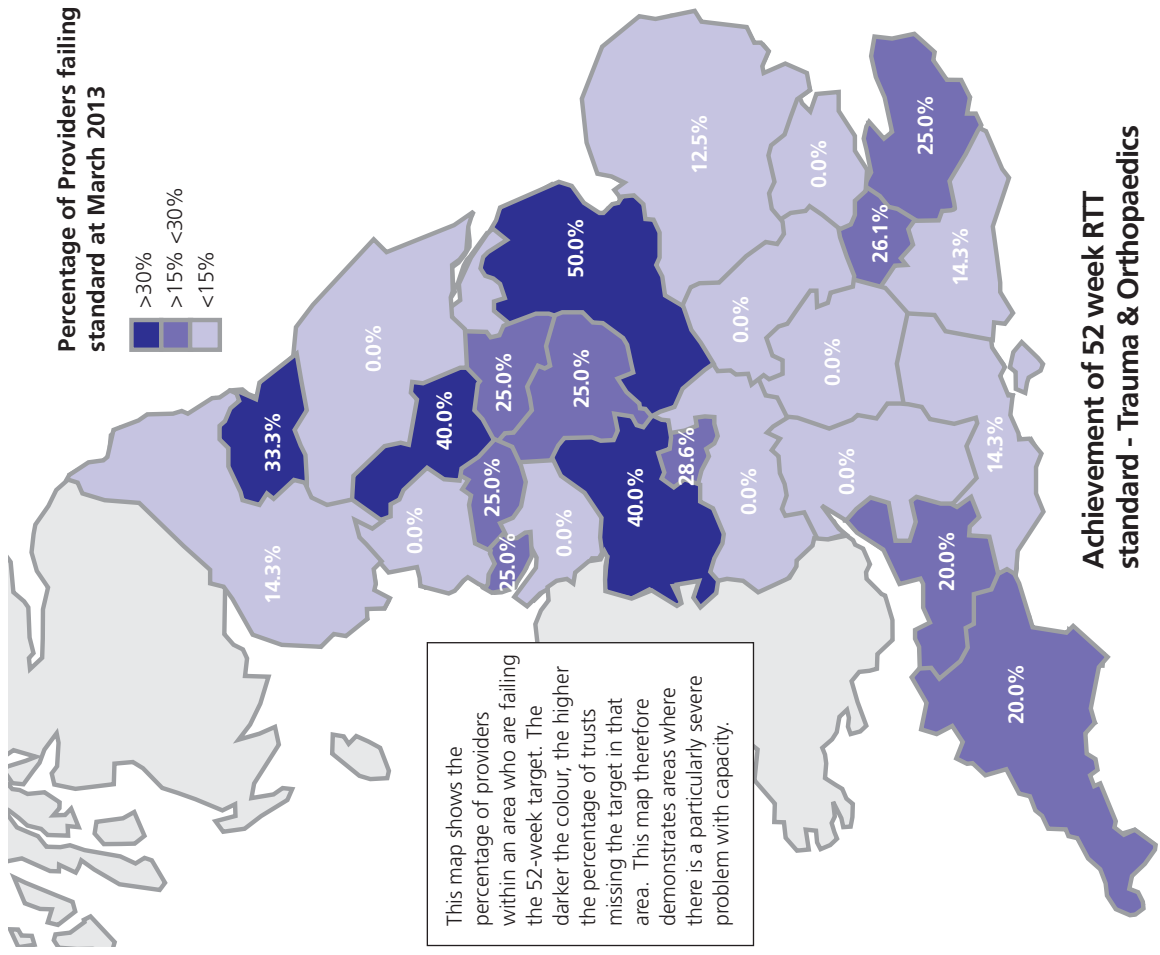 Percentage of Providers failing
standard at March 2013
>30%
>15% <30%
<15%
33.3%
14.3%
0.0%
40.0%
0.0%
25.0%
25.0%
25.0%
50.0%
25.0%
0.0%
40.0%
28.6%
12.5%
0.0%
0.0%
0.0%
0.0%
0.0%
26.1%
25.0%
14.3%
14.3%
20.0%
20.0%
This map shows the
percentage of providers
within an area who are failing
the 52-week target. The
darker the colour, the higher
the percentage of trusts
missing the target in that
area. This map therefore
demonstrates areas where
there is a particularly severe
problem with capacity.
Achievement of 52 week RTT
standard - Trauma & Orthopaedics